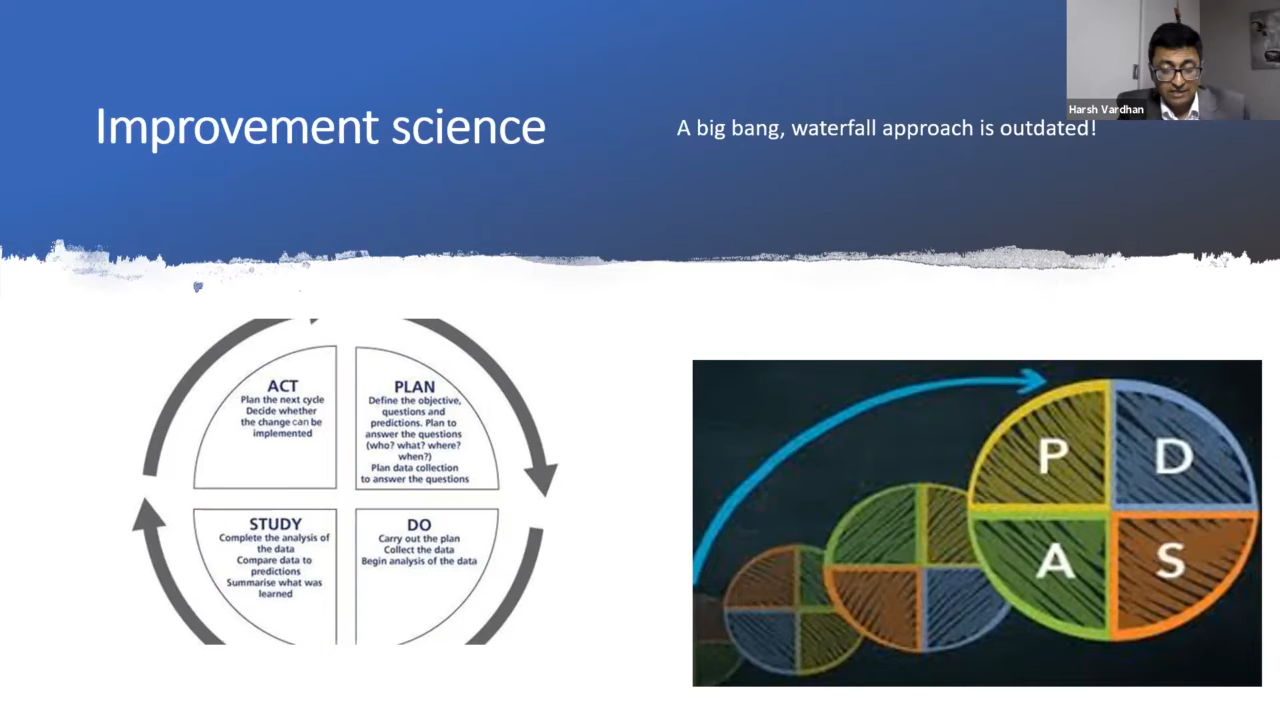 Improvement science
A big bang, waterfall approach is outdated!
Harsh Vardhan
ACT
Plan the next cycle
Decide whether
the change can be
implemented
PLAN
Define the objective,
questions and
predictions. Plan to
answer the questions
(who? what? where?
when?)
Plan data collection
to answer the questions
STUDY
Complete the analysis of
the data
Compare data to
predictions
Summarise what was
learned
DO
Carry out the plan
Collect the data
Begin analysis of the data
P D
A S